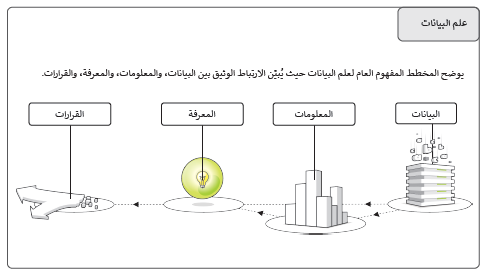 علم البيانات
يوضح المخطط المفهوم العام لعلم البيانات حيث يُبيّن الارتباط الوثيق بين البيانات، والمعلومات، والمعرفة، والقرارات.
البيانات
المعلومات
المعرفة
القرارات